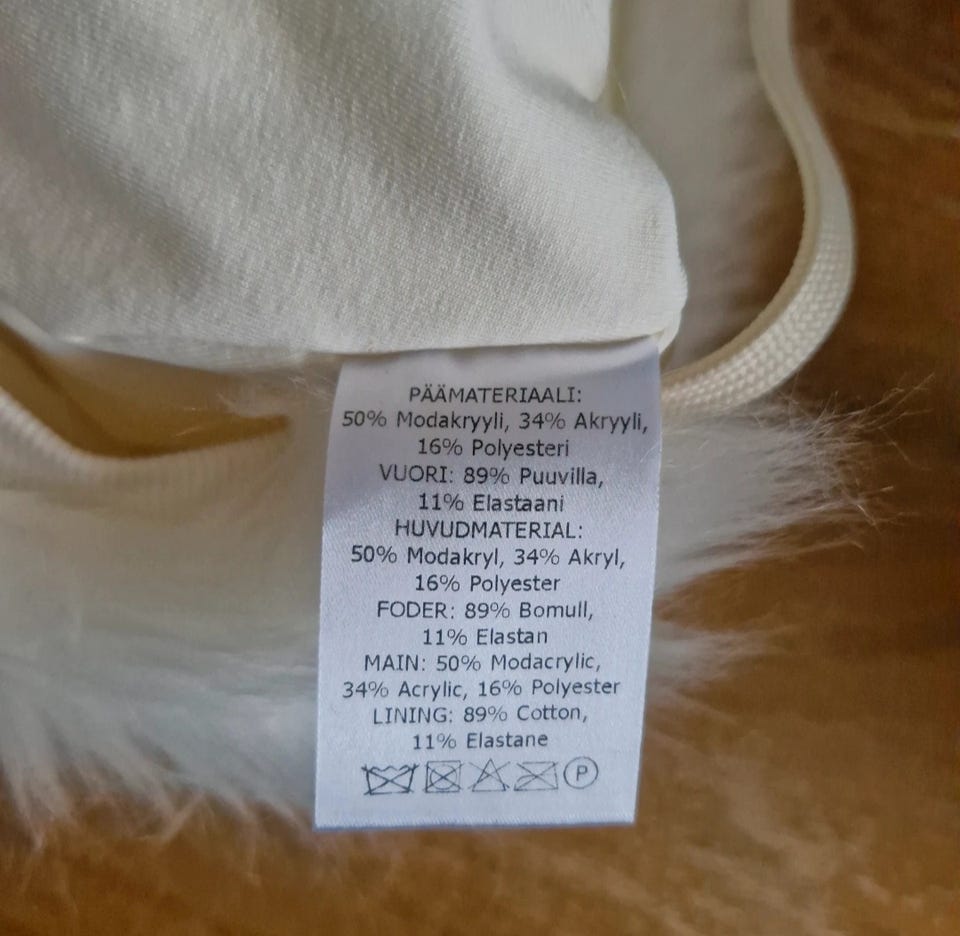 PÄÄMATERIAALI:
50% Modakryyli, 34% Akryyli,
16% Polyesteri
VUORI: 89% Puuvilla,
11% Elastaani
HUVUDMATERIAL:
50% Modakryl, 34% Akryl,
16% Polyester
FODER: 89% Bomull,
11% Elastan
MAIN: 50% Modacrylic,
34% Acrylic, 16% Polyester
LINING: 89% Cotton,
11% Elastane
P